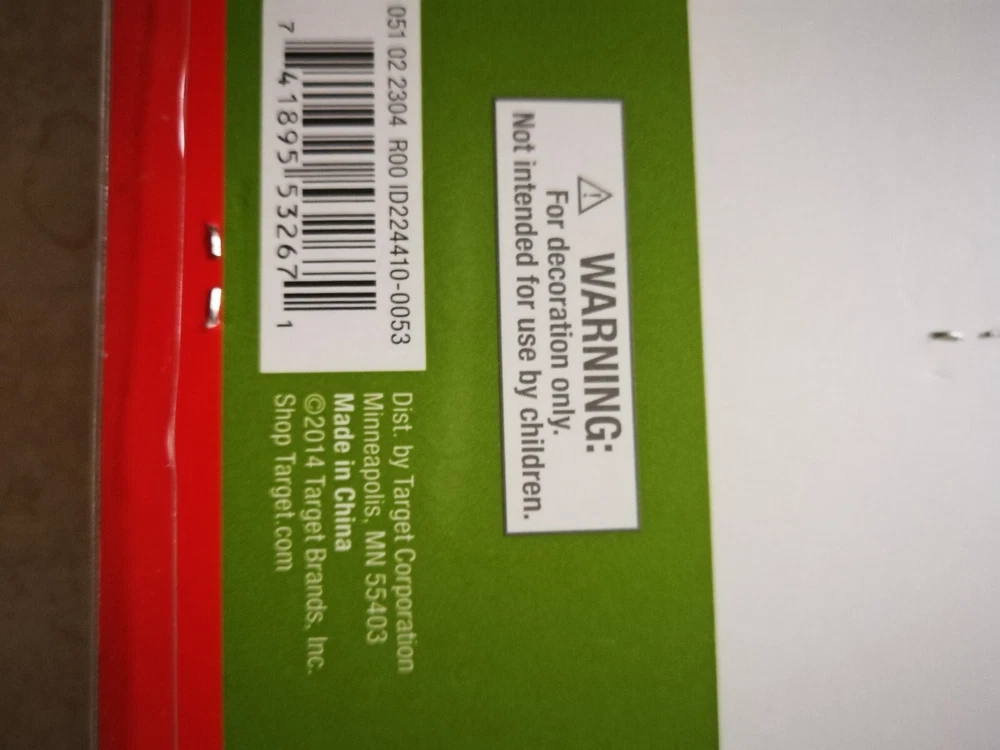 ⚠ WARNING:
For decoration only.
Not intended for use by children.
051 02 2304 R00 ID224410-0053
7 41895 53267 1
Dist. by Target Corporation
Minneapolis, MN 55403
Made in China
©2014 Target Brands, Inc.
Shop Target.com